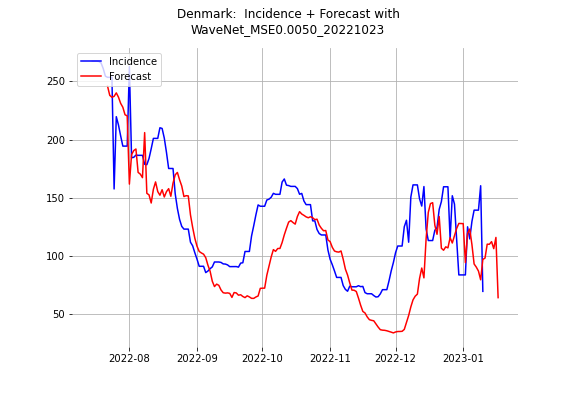 Denmark:  Incidence + Forecast with
WaveNet_MSE0.0050_20221023
Incidence
Forecast
250
200
150
100
50
2022-08
2022-09
2022-10
2022-11
2022-12
2023-01